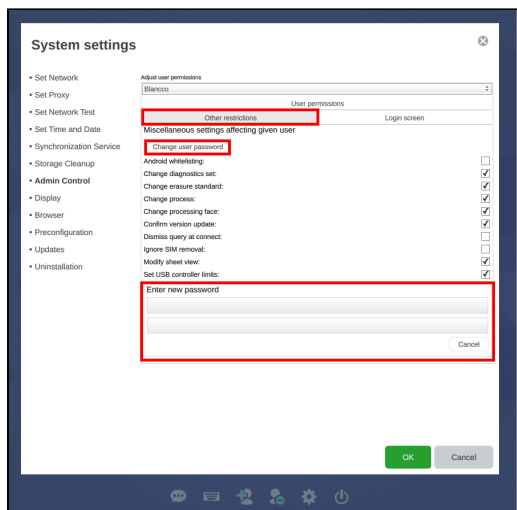 System settings
• Set Network
• Set Proxy
• Set Network Test
• Set Time and Date
• Synchronization Service
• Storage Cleanup
• Admin Control
• Display
• Browser
• Preconfiguration
• Updates
• Uninstallation
Adjust user permissions
Blancco
User permissions
Other restrictions
Login screen
Miscellaneous settings affecting given user
Change user password
Android whitelisting:
Change diagnostics set:
Change erasure standard:
Change process:
Change processing face:
Confirm version update:
Dismiss query at connect:
Ignore SIM removal:
Modify sheet view:
Set USB controller limits:
Enter new password
Cancel
OK
Cancel